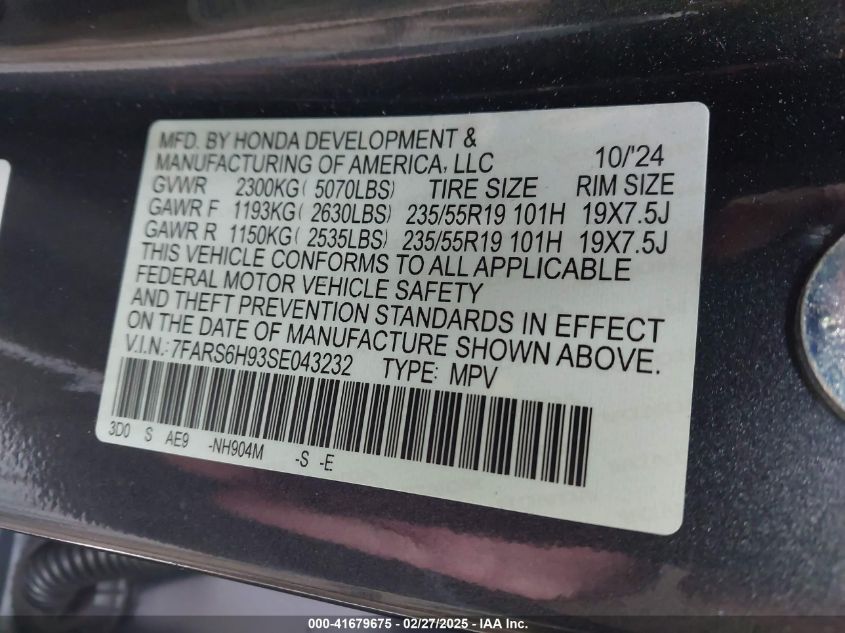 MFD. BY HONDA DEVELOPMENT &
MANUFACTURING OF AMERICA, LLC 10/'24
GVWR 2300KG( 5070LBS) TIRE SIZE RIM SIZE
GAWR F 1193KG( 2630LBS) 235/55R19 101H 19X7.5J
GAWR R 1150KG( 2535LBS) 235/55R19 101H 19X7.5J
THIS VEHICLE CONFORMS TO ALL APPLICABLE
FEDERAL MOTOR VEHICLE SAFETY
AND THEFT PREVENTION STANDARDS IN EFFECT
ON THE DATE OF MANUFACTURE SHOWN ABOVE.
V.I.N.:7FARS6H93SE043232 TYPE: MPV
3D0 S AE9 -NH904M -S -E
000-41679675 - 02/27/2025 - IAA Inc.